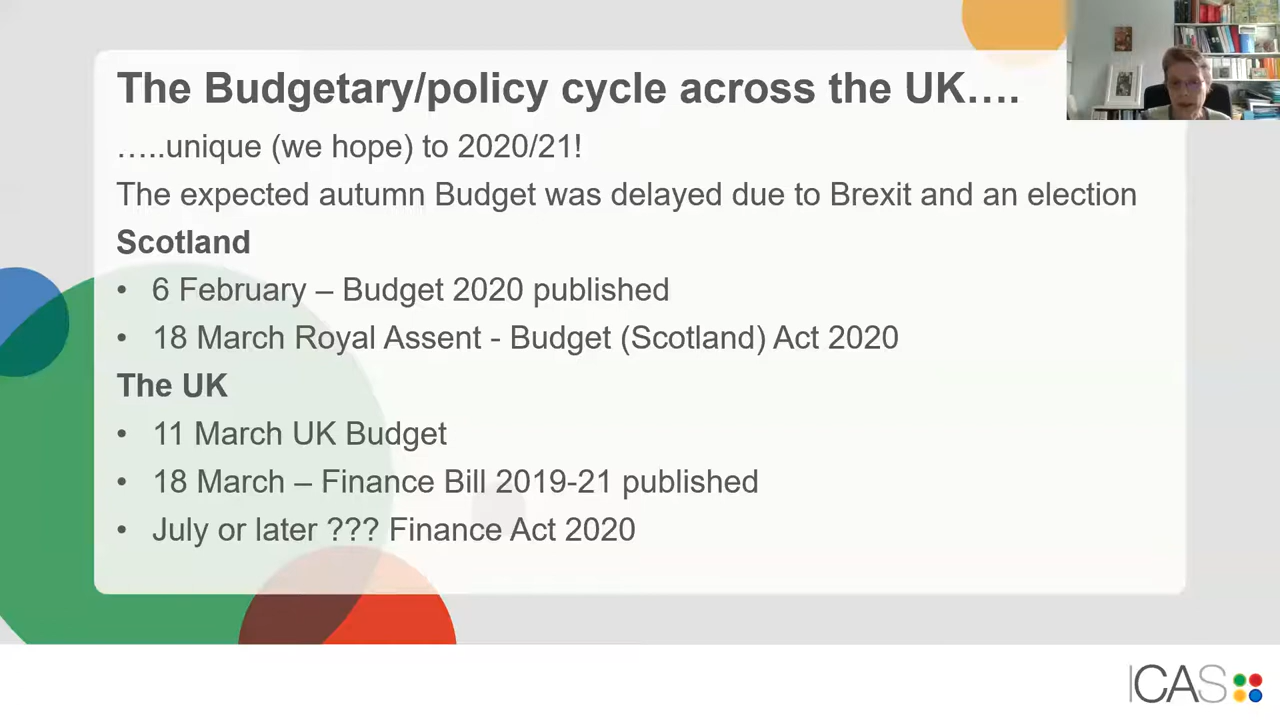 The Budgetary/policy cycle across the UK….
…..unique (we hope) to 2020/21!
The expected autumn Budget was delayed due to Brexit and an election
Scotland
• 6 February – Budget 2020 published
• 18 March Royal Assent - Budget (Scotland) Act 2020
The UK
• 11 March UK Budget
• 18 March – Finance Bill 2019-21 published
• July or later ??? Finance Act 2020
ICAS